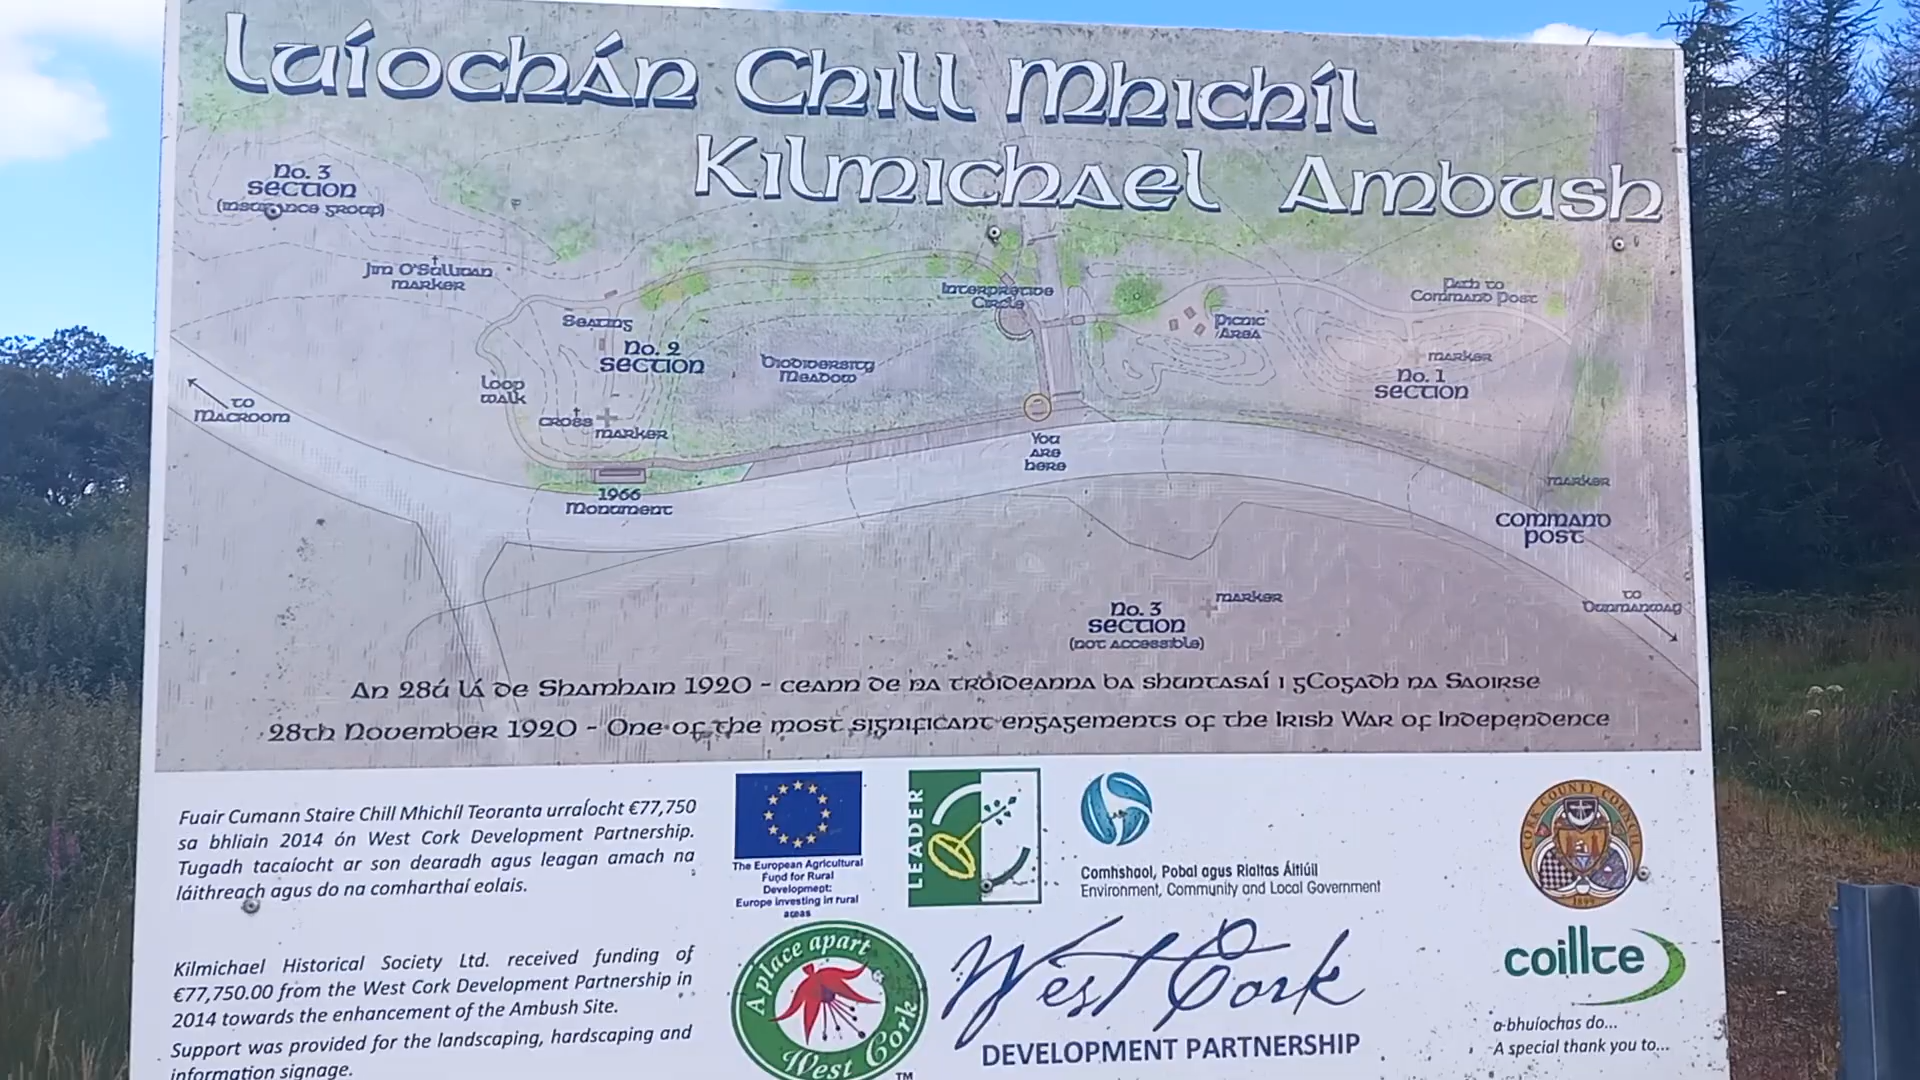 Luíochán Chill Mhichíl
Kilmichael Ambush
No. 3
section
(insurance group)
Jim O'Sullivan
marker
Seating
No. 2
section
Loop
walk
cross
marker
Biodiversity
Meadow
Interpretive
Circle
Picnic
Area
Path to
Command Post
marker
No. 1
section
to
Macroom
You
are
here
1966
Monument
marker
command
post
to
Dunmanway
No. 3
section
(not accessible)
marker
An 28ú lá de Shamhain 1920 - ceann de na tróideanna ba shuntasaí i gCogadh na Saoirse
28th November 1920 - One of the most significant engagements of the Irish War of Independence
Fuair Cumann Staire Chill Mhichíl Teoranta urraíocht €77,750
sa bhliain 2014 ón West Cork Development Partnership.
Tugadh tacaíocht ar son dearadh agus leagan amach na
láithreach agus do na comharthaí eolais.
Kilmichael Historical Society Ltd. received funding of
€77,750.00 from the West Cork Development Partnership in
2014 towards the enhancement of the Ambush Site.
Support was provided for the landscaping, hardscaping and
information signage.
The European Agricultural
Fund for Rural
Development:
Europe investing in rural
areas
LEADER
Comhshaol, Pobal agus Rialtas Áitiúil
Environment, Community and Local Government
CORK COUNTY COUNCIL
1899
A place apart
West Cork
TM
West Cork
DEVELOPMENT PARTNERSHIP
coillte
a bhuíochas do...
A special thank you to...